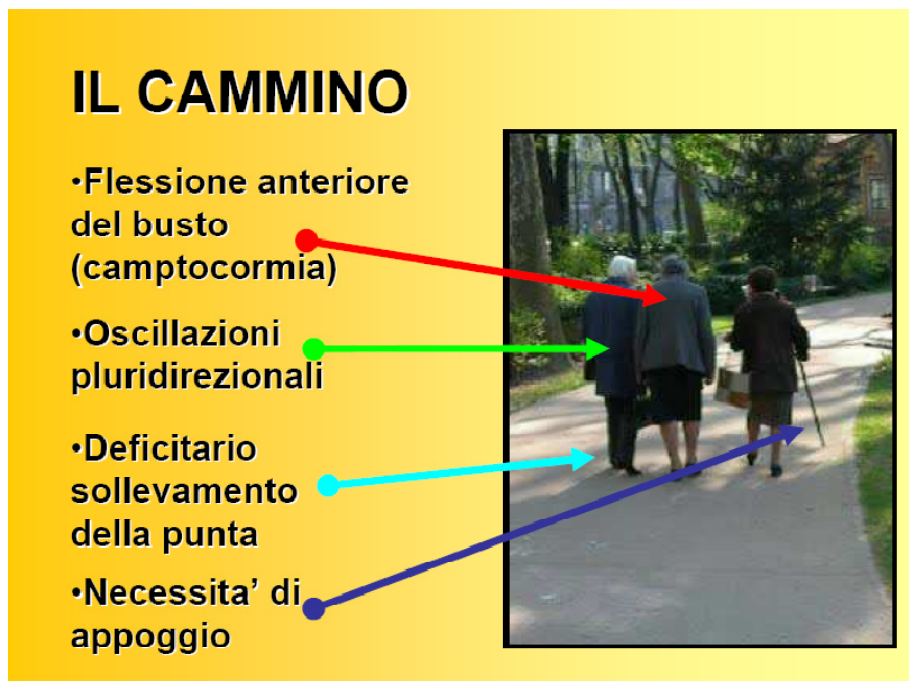 IL CAMMINO
•Flessione anteriore
del busto
(camptocormia)
•Oscillazioni
pluridirezionali
•Deficitario
sollevamento
della punta
•Necessita' di
appoggio